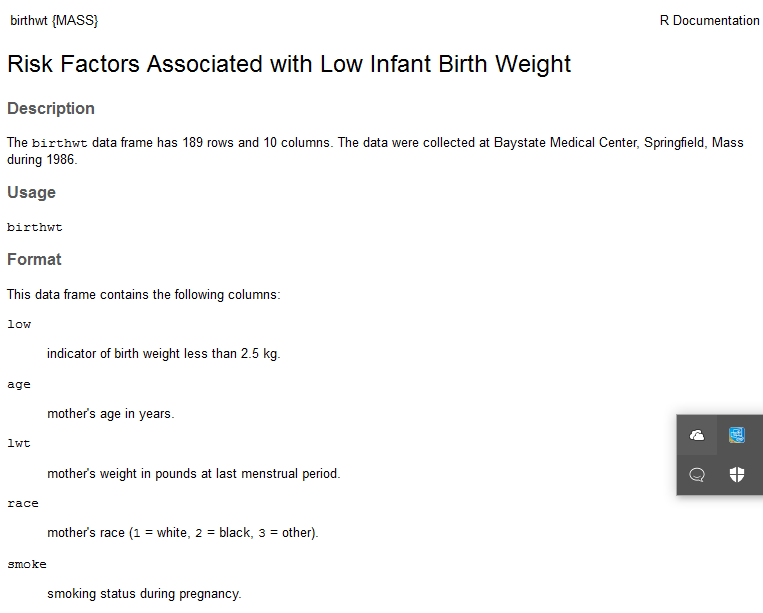 birthwt {MASS} R Documentation
Risk Factors Associated with Low Infant Birth Weight
Description
The birthwt data frame has 189 rows and 10 columns. The data were collected at Baystate Medical Center, Springfield, Mass
during 1986.
Usage
birthwt
Format
This data frame contains the following columns:
low
indicator of birth weight less than 2.5 kg.
age
mother's age in years.
lwt
mother's weight in pounds at last menstrual period.
race
mother's race (1 = white, 2 = black, 3 = other).
smoke
smoking status during pregnancy.